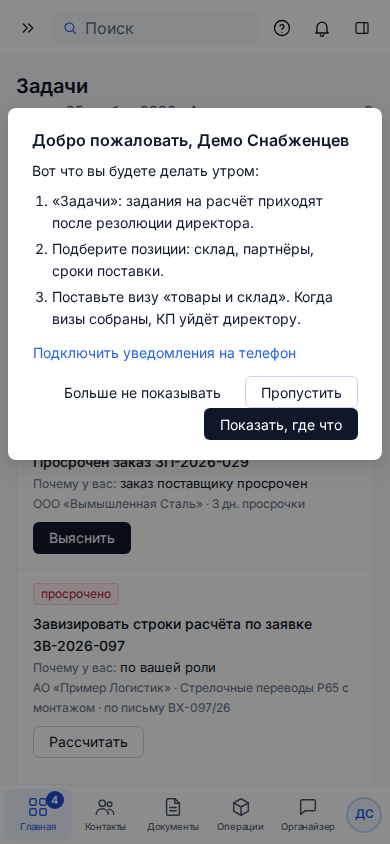 Поиск
Задачи
Добро пожаловать, Демо Снабженцев
Вот что вы будете делать утром:
1. «Задачи»: задания на расчёт приходят
после резолюции директора.
2. Подберите позиции: склад, партнёры,
сроки поставки.
3. Поставьте визу «товары и склад». Когда
визы собраны, КП уйдёт директору.
Подключить уведомления на телефон
Больше не показывать
Пропустить
Показать, где что
Просрочен заказ ЗП-2026-029
Почему у вас: заказ поставщику просрочен
ООО «Вымышленная Сталь» · 3 дн. просрочки
Выяснить
просрочено
Завизировать строки расчёта по заявке
ЗВ-2026-097
Почему у вас: по вашей роли
АО «Пример Логистик» · Стрелочные переводы Р65 с
монтажом · по письму ВХ-097/26
Рассчитать
4
Главная
Контакты
Документы
Операции
Органайзер
ДС